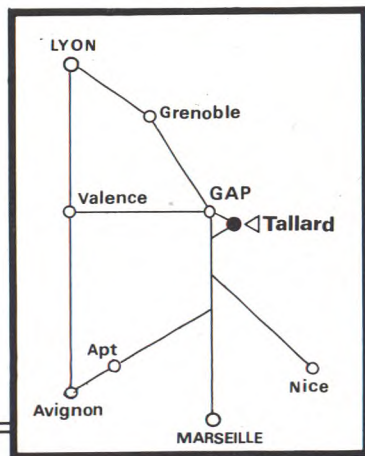 LYON
Grenoble
Valence
GAP
Tallard
Apt
Nice
Avignon
MARSEILLE